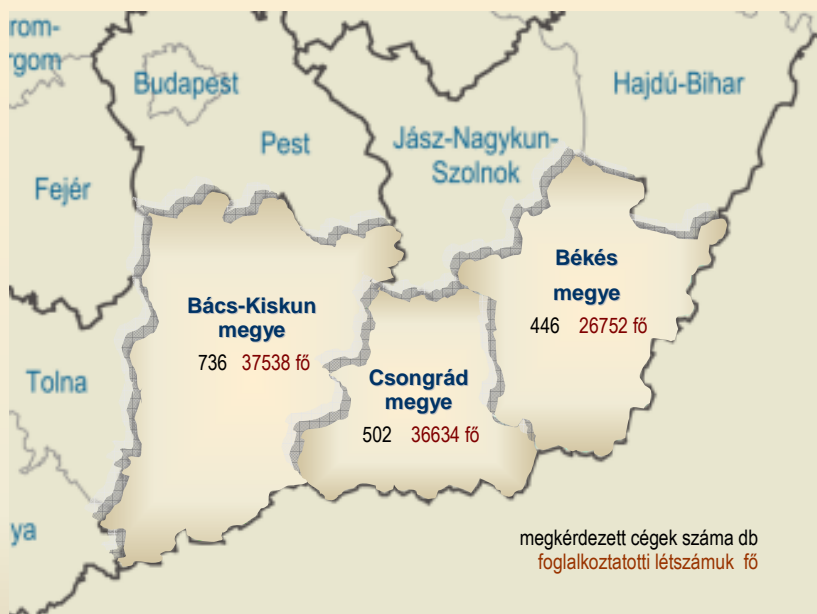 rom-
rgom
Budapest
Hajdú-Bihar
Pest
Jász-Nagykun-
Szolnok
Fejér
Békés
megye
446 26752 fő
Bács-Kiskun
megye
736 37538 fő
Csongrád
megye
502 36634 fő
Tolna
ya
megkérdezett cégek száma db
foglalkoztatotti létszámuk fő